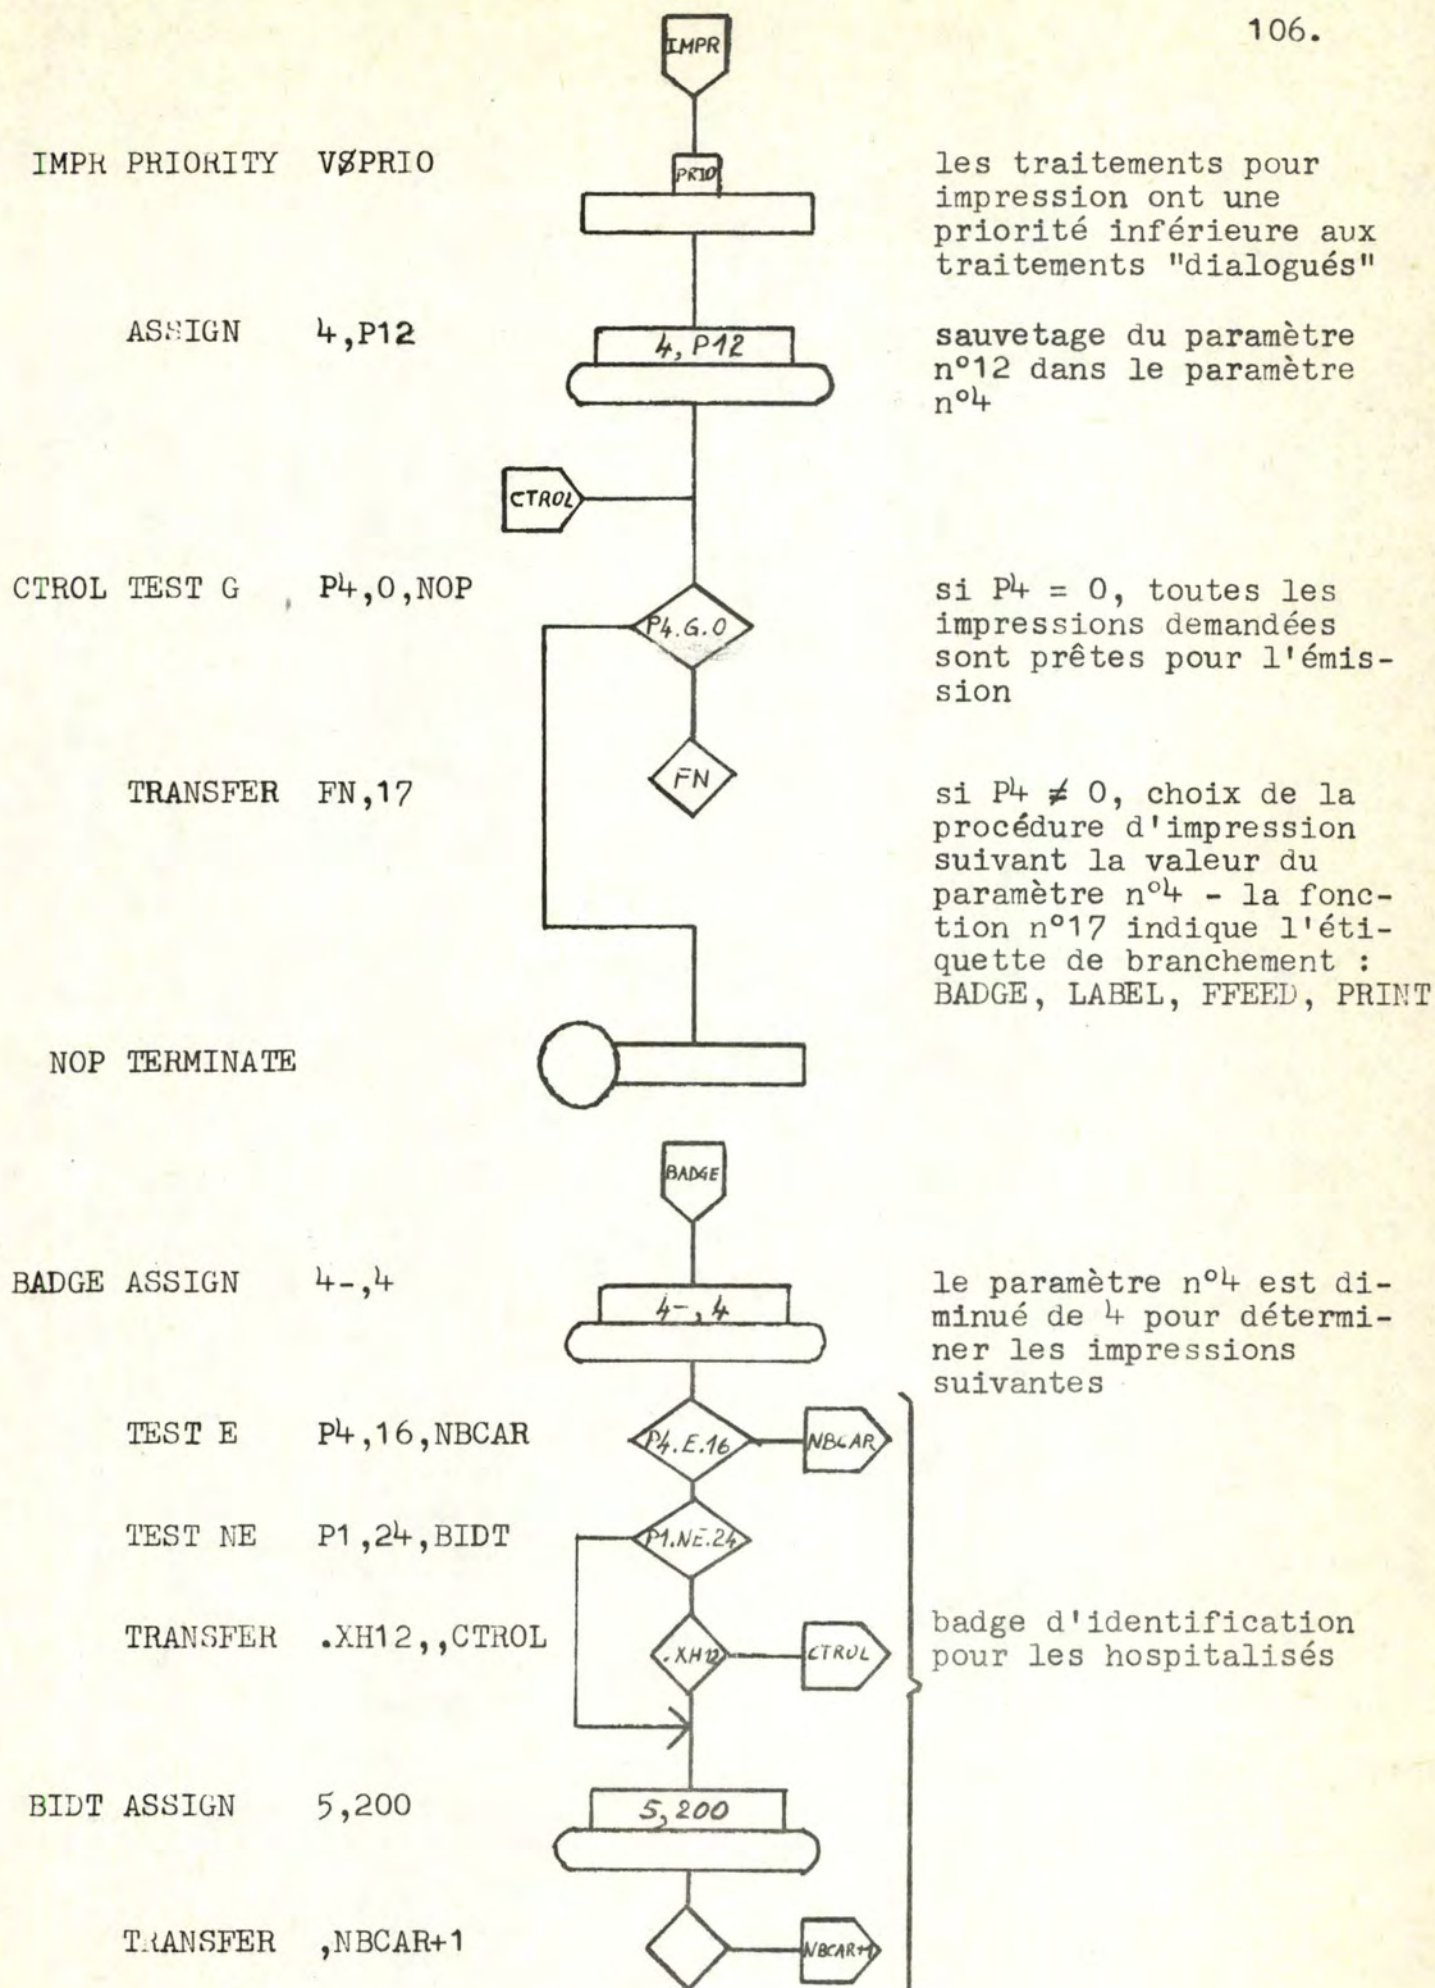 106.
IMPR
IMPR PRIORITY VØPRIO
PRIO
les traitements pour
impression ont une
priorité inférieure aux
traitements "dialogués"
ASSIGN 4,P12
4, P12
sauvetage du paramètre
n°12 dans le paramètre
n°4
CTROL
CTROL TEST G P4,0,NOP
P4.G.0
si P4 = 0, toutes les
impressions demandées
sont prêtes pour l'émis-
sion
TRANSFER FN,17
FN
si P4 ≠ 0, choix de la
procédure d'impression
suivant la valeur du
paramètre n°4 - la fonc-
tion n°17 indique l'éti-
quette de branchement :
BADGE, LABEL, FFEED, PRINT
NOP TERMINATE
BADGE
BADGE ASSIGN 4-,4
4-, 4
le paramètre n°4 est di-
minué de 4 pour détermi-
ner les impressions
suivantes
TEST E P4,16,NBCAR
P4.E.16
NBCAR
TEST NE P1,24,BIDT
P1.NE.24
TRANSFER .XH12,,CTROL
.XH12
CTROL
badge d'identification
pour les hospitalisés
BIDT ASSIGN 5,200
5, 200
TRANSFER ,NBCAR+1
NBCAR+1